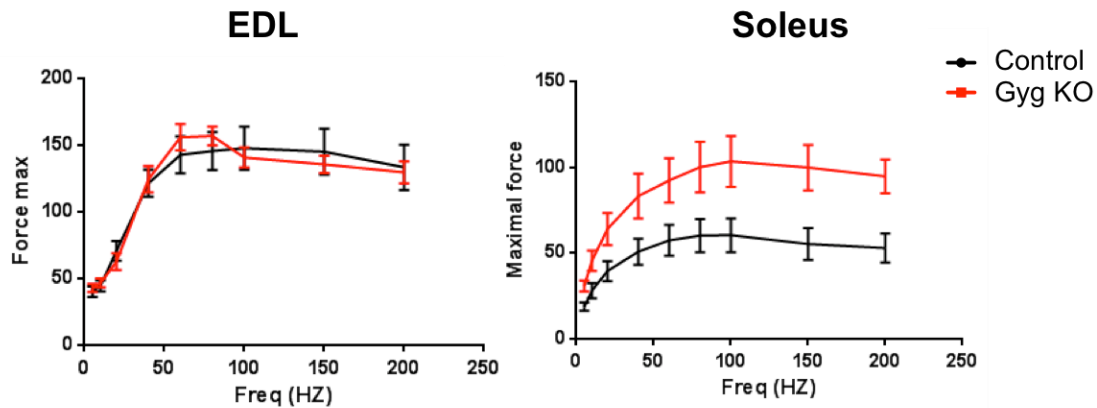 EDL
Soleus
Control
Gyg KO
Force max
200
150
100
50
0
0 50 100 150 200 250
Freq (HZ)
Maximal force
150
100
50
0
0 50 100 150 200 250
Freq (HZ)